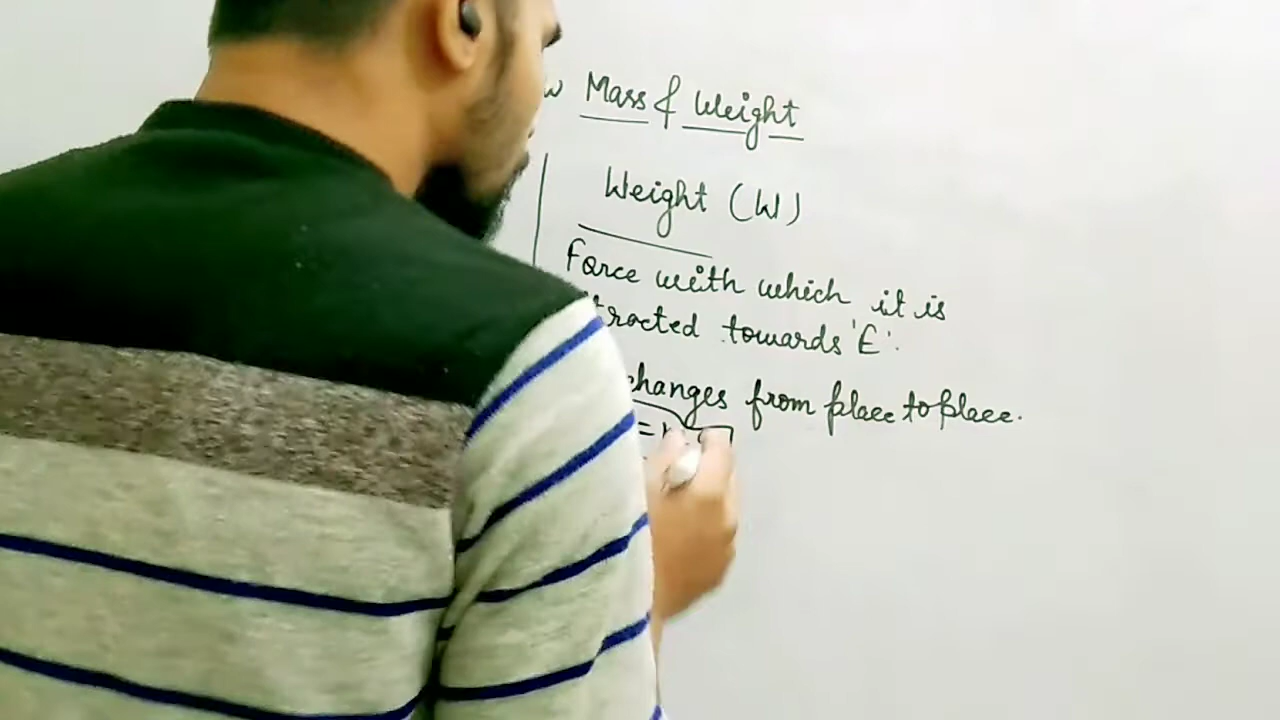 Mass & Weight
Weight (W)
Force with which it is
tracted towards 'E'.
changes from place to place.
=